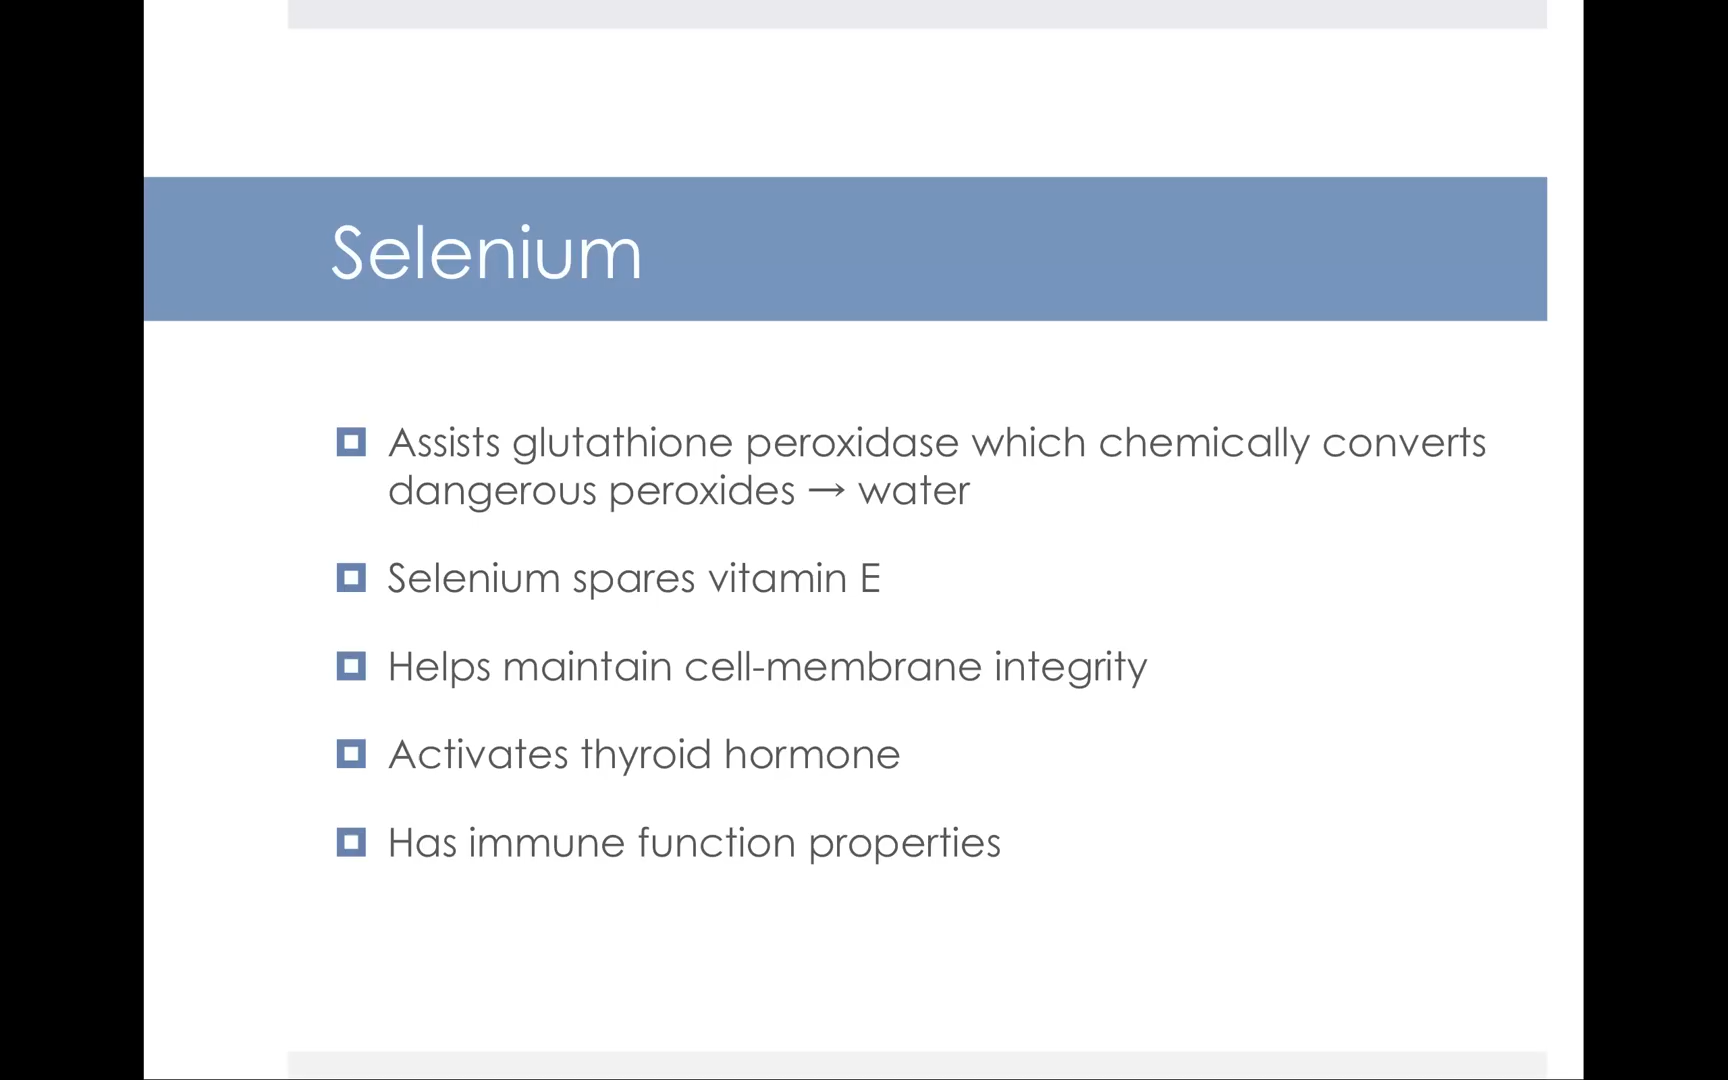 Selenium
Assists glutathione peroxidase which chemically converts
dangerous peroxides → water
Selenium spares vitamin E
Helps maintain cell-membrane integrity
Activates thyroid hormone
Has immune function properties